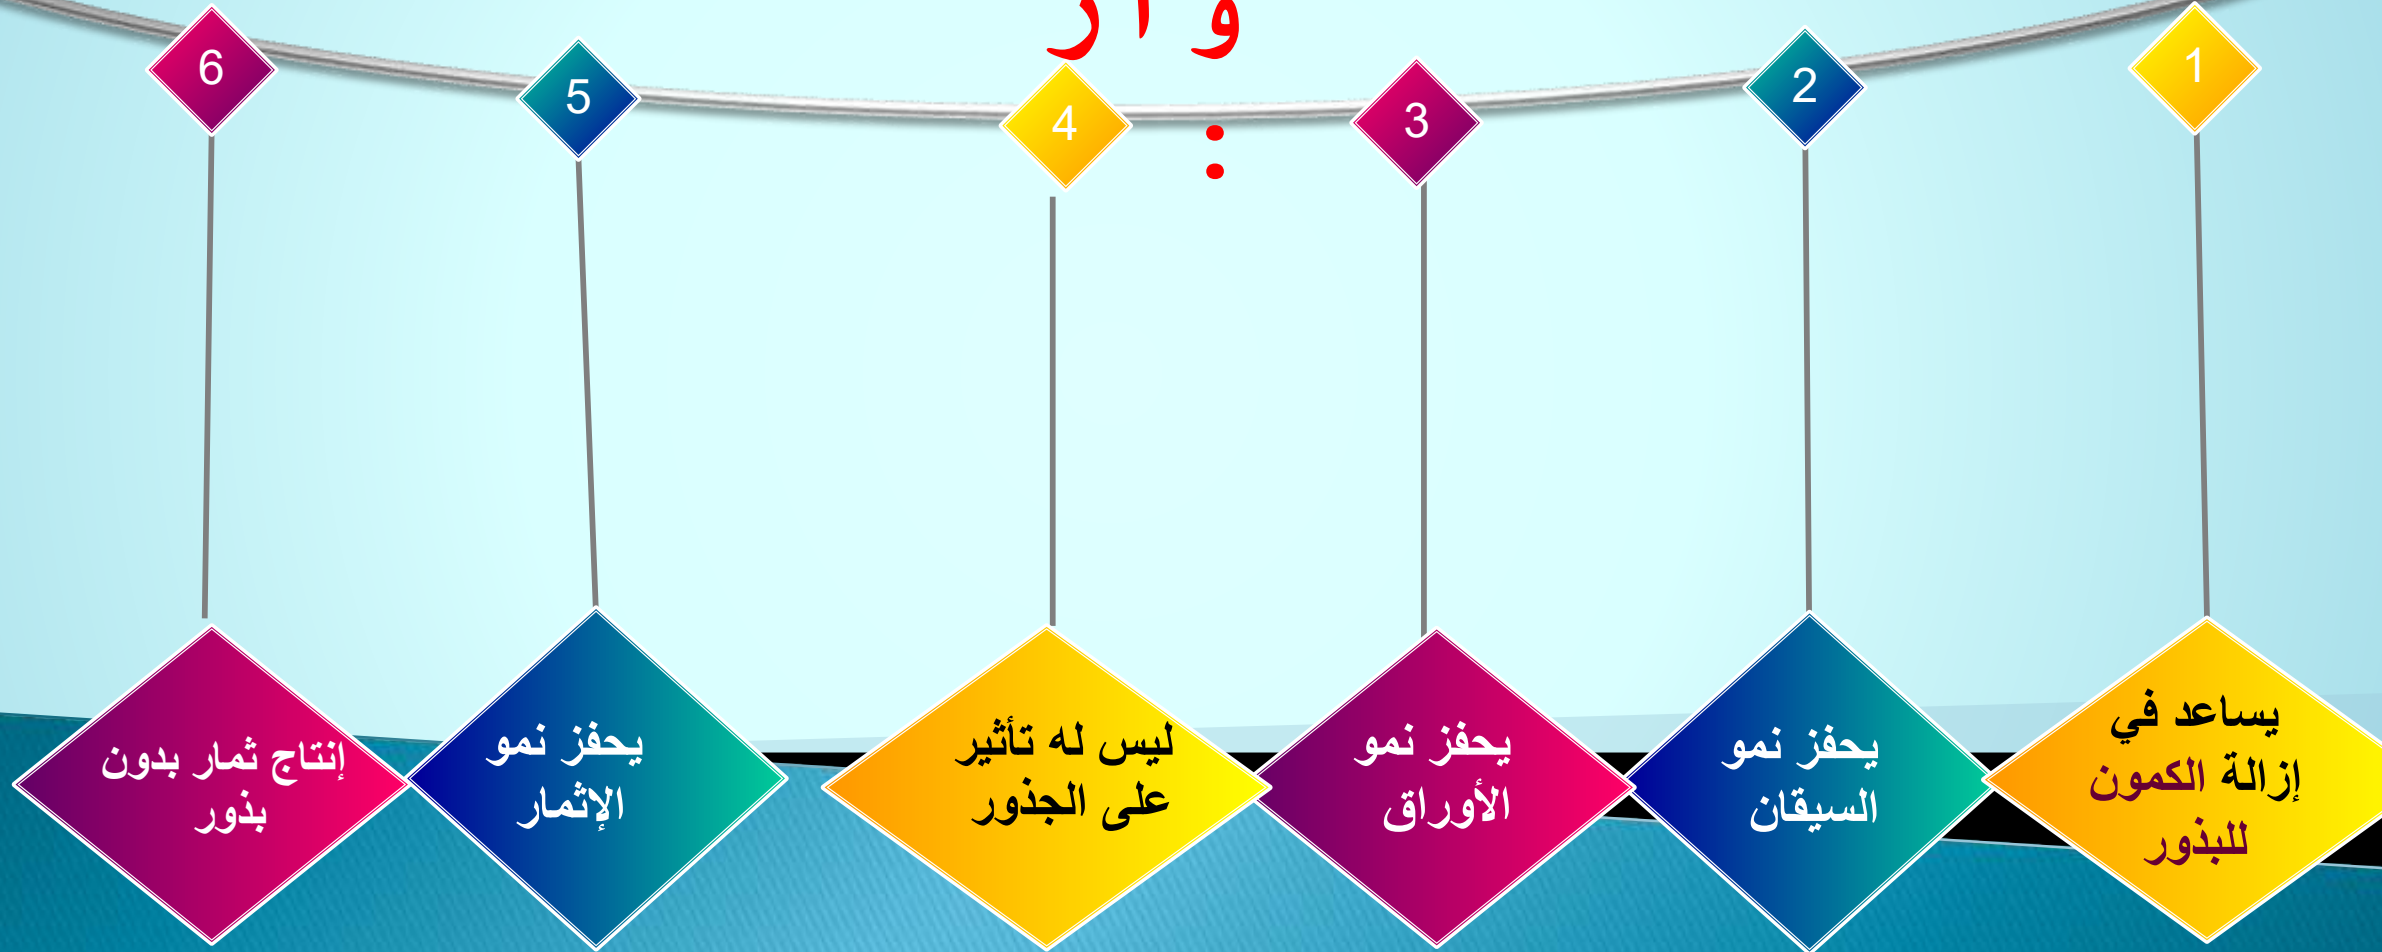 و ار
:
1
2
3
4
5
6
يساعد في
إزالة الكمون
للبذور
يحفز نمو
السيقان
يحفز نمو
الأوراق
ليس له تأثير
على الجذور
يحفز نمو
الإثمار
إنتاج ثمار بدون
بذور